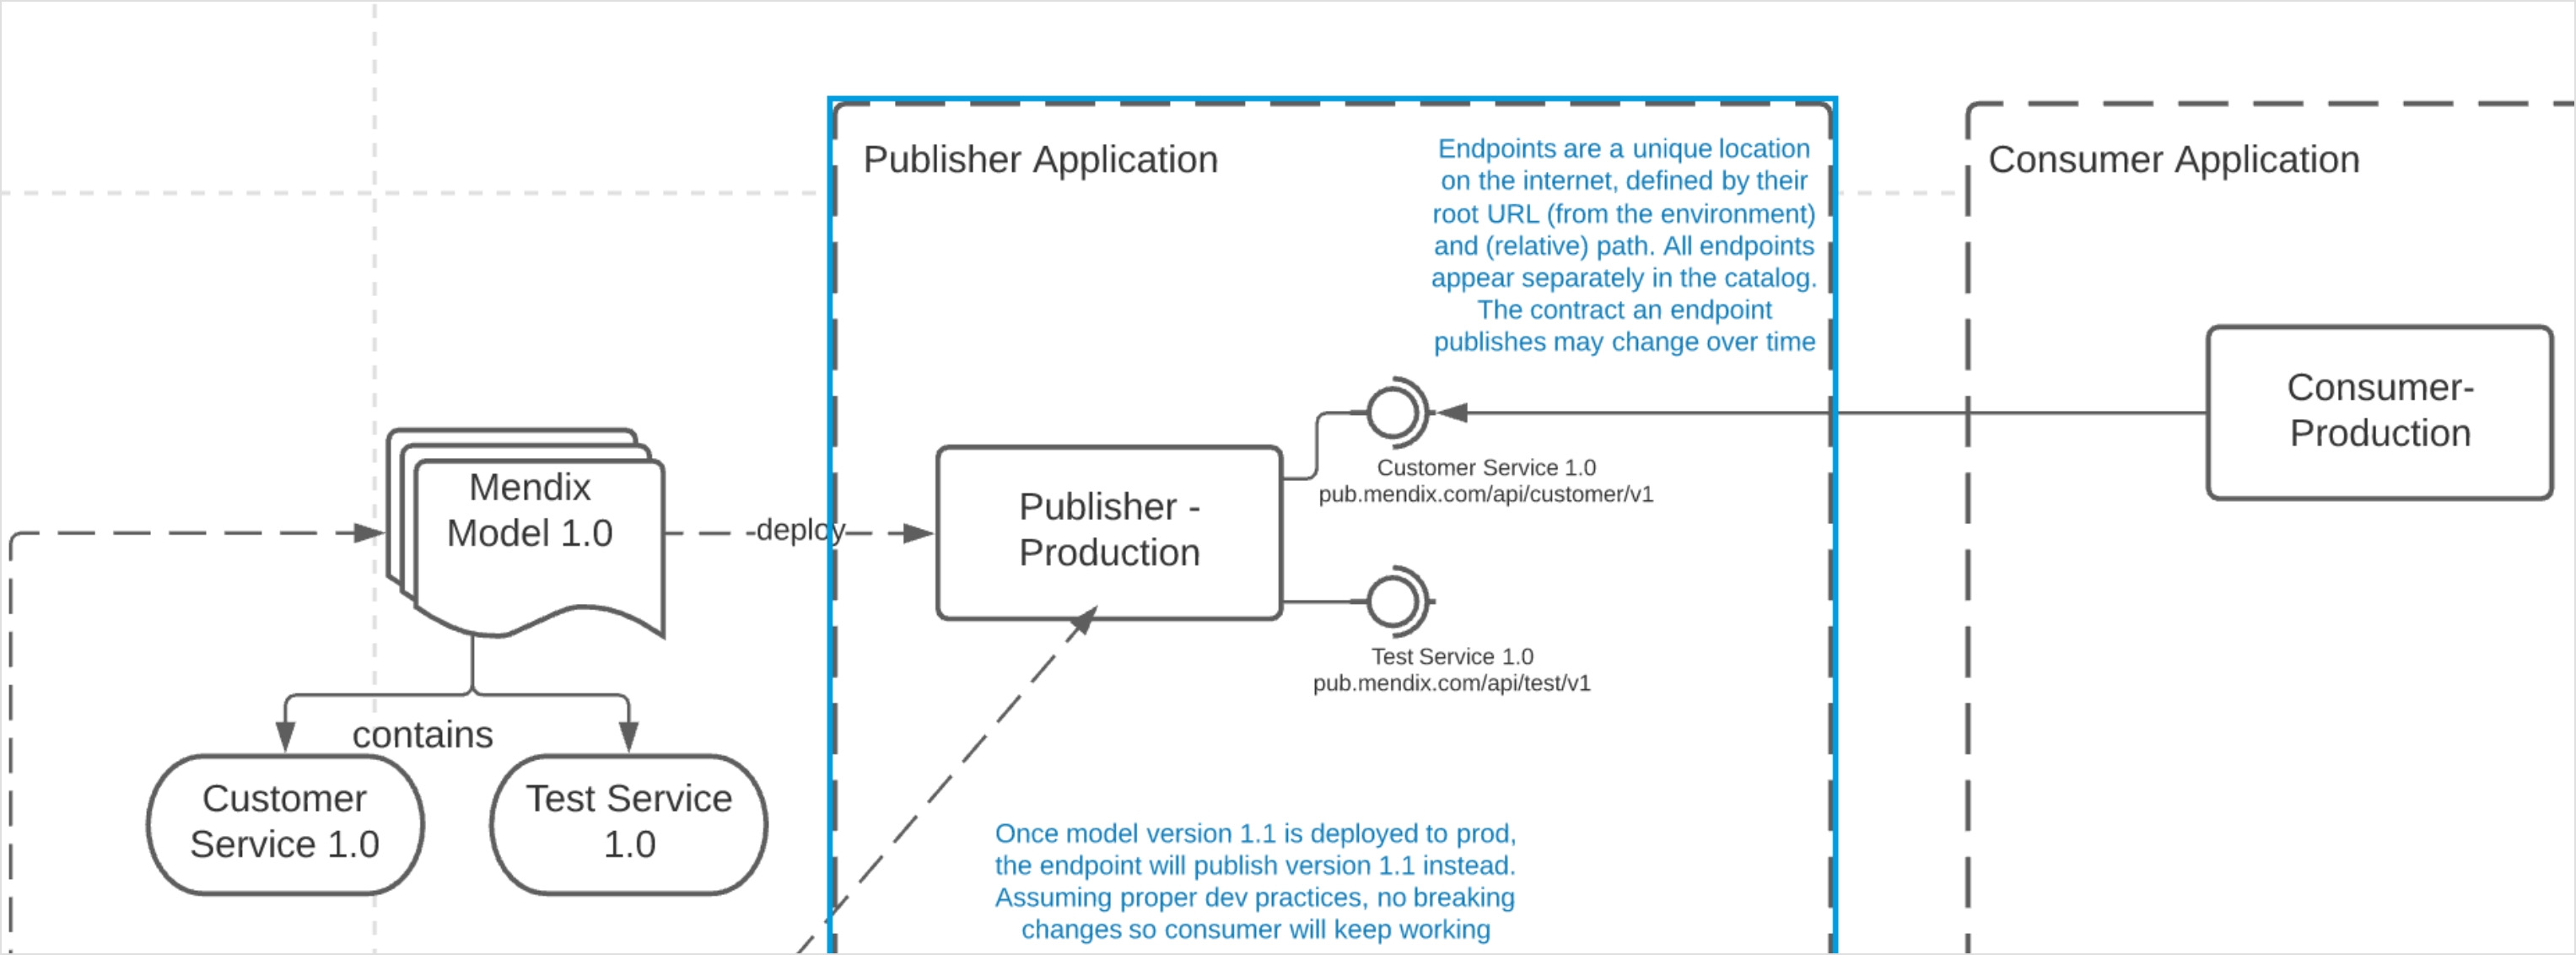 Publisher Application
Endpoints are a unique location
on the internet, defined by their
root URL (from the environment)
and (relative) path. All endpoints
appear separately in the catalog.
The contract an endpoint
publishes may change over time
Consumer Application
Consumer-
Production
Mendix
Model 1.0
-deploy
Publisher -
Production
Customer Service 1.0
pub.mendix.com/api/customer/v1
Test Service 1.0
pub.mendix.com/api/test/v1
contains
Customer
Service 1.0
Test Service
1.0
Once model version 1.1 is deployed to prod,
the endpoint will publish version 1.1 instead.
Assuming proper dev practices, no breaking
changes so consumer will keep working